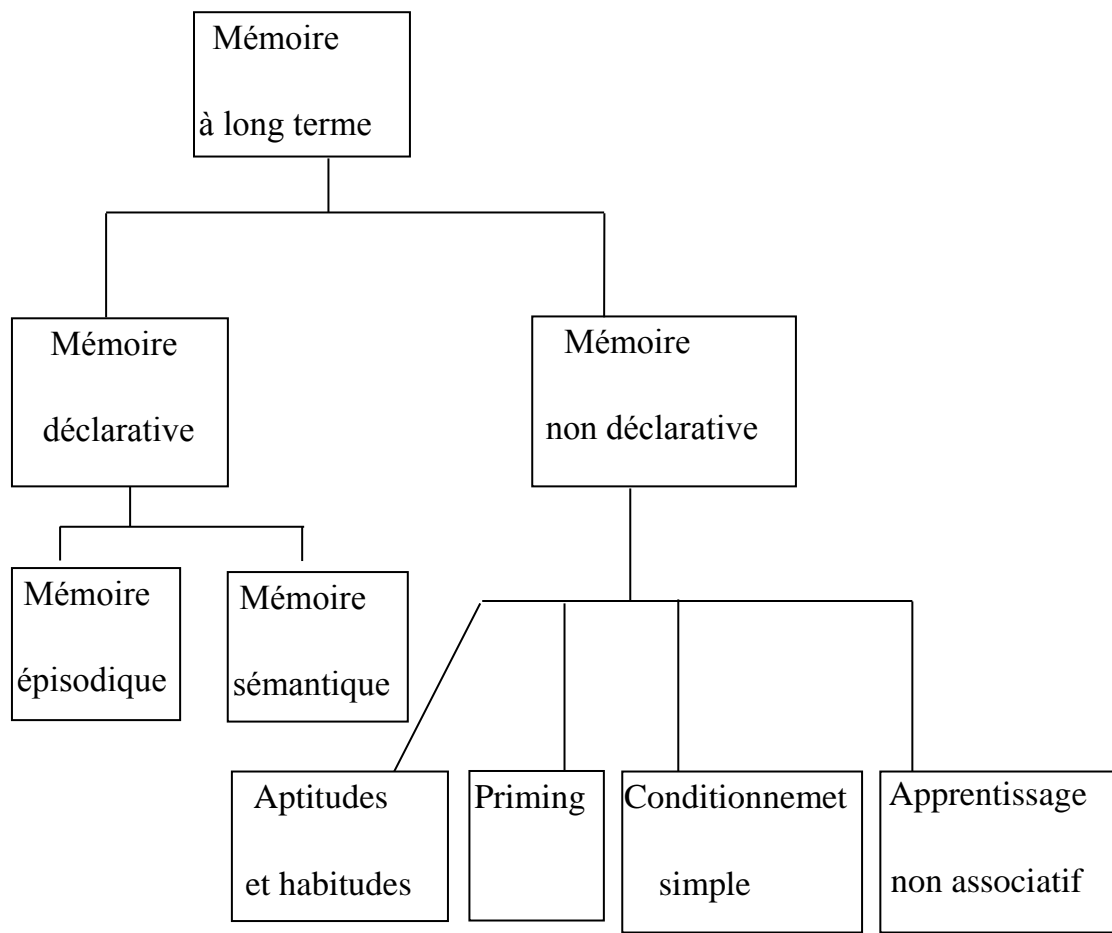 Mémoire
à long terme
Mémoire
déclarative
Mémoire
non déclarative
Mémoire
épisodique
Mémoire
sémantique
Aptitudes
et habitudes
Priming
Conditionnemet
simple
Apprentissage
non associatif